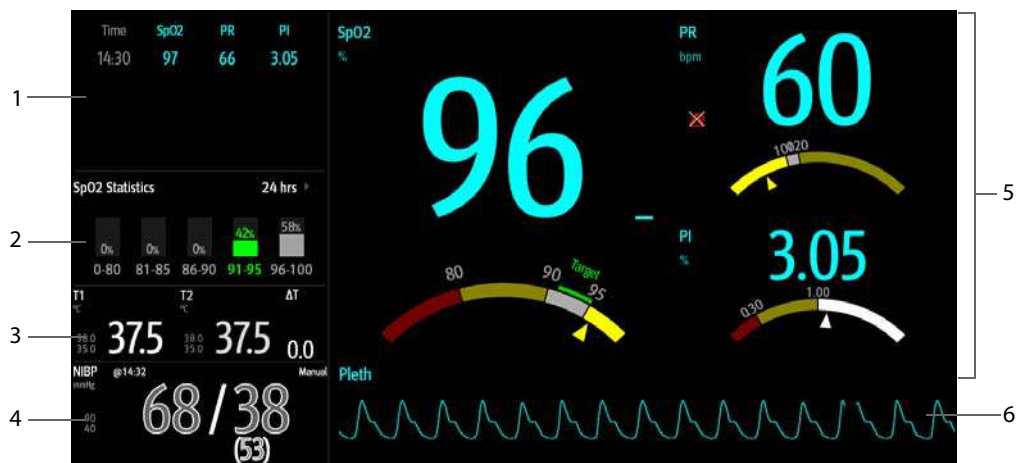 Time SpO2 PR PI
14:30 97 66 3.05
SpO2 Statistics 24 hrs
0% 0% 0% 42% 58%
0-80 81-85 86-90 91-95 96-100
T1 T2 ΔT
°C °C
38.0 37.5 38.0 37.5 0.0
35.0 35.0
NIBP @14:32 Manual
mmHg
68/38
40
(53)
SpO2
%
96
80 90 Target 95
PR
bpm
60
100 120
PI
%
3.05
0.30 1.00
Pleth
1
2
3
4
5
6